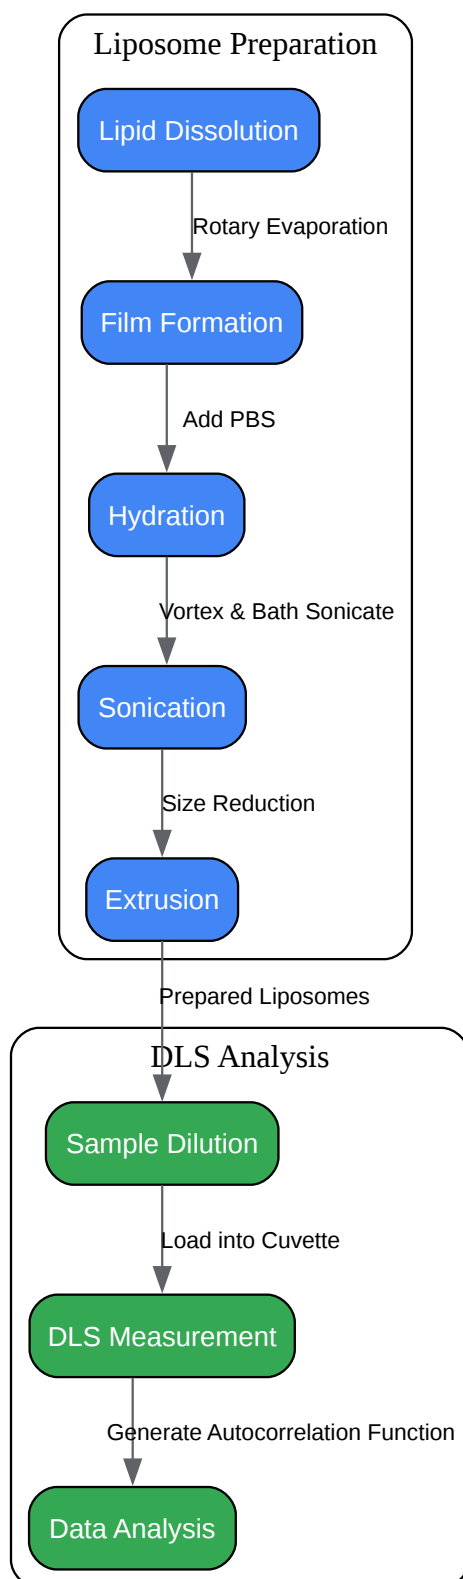 Liposome Preparation
Lipid Dissolution
Rotary Evaporation
Film Formation
Add PBS
Hydration
Vortex & Bath Sonicate
Sonication
Size Reduction
Extrusion
Prepared Liposomes
DLS Analysis
Sample Dilution
Load into Cuvette
DLS Measurement
Generate Autocorrelation Function
Data Analysis